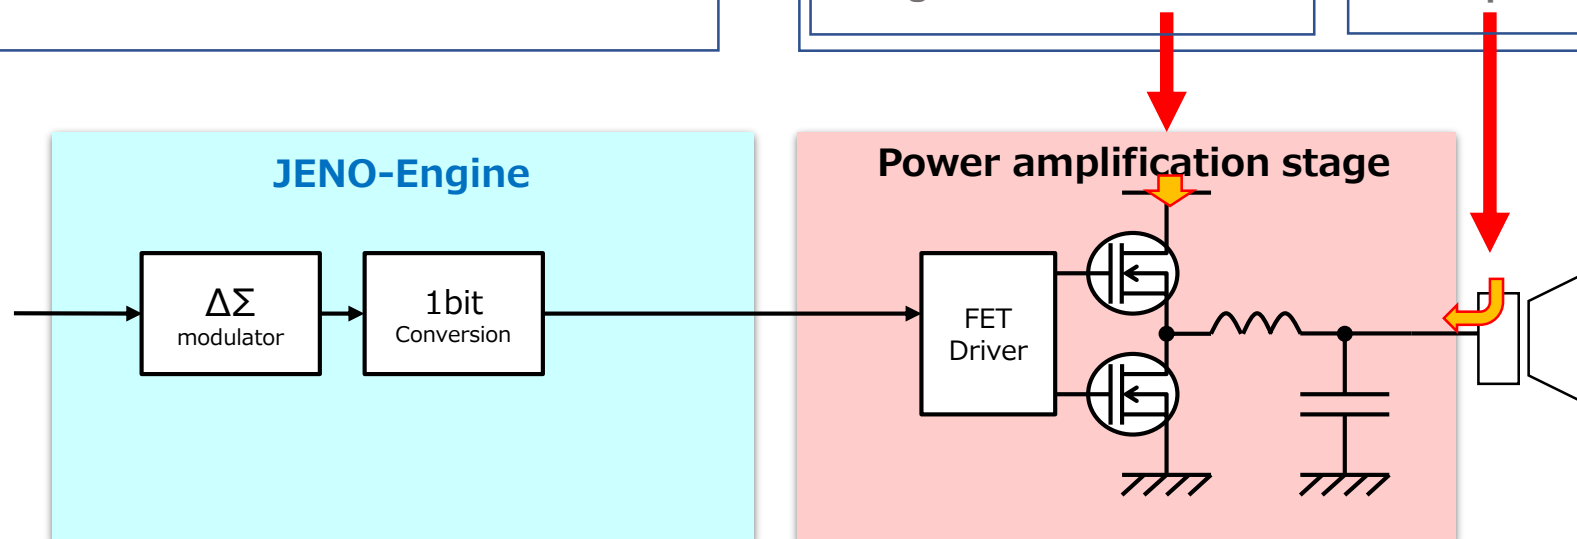 JENO-Engine
Power amplification stage
ΔΣ
modulator
1bit
Conversion
FET
Driver